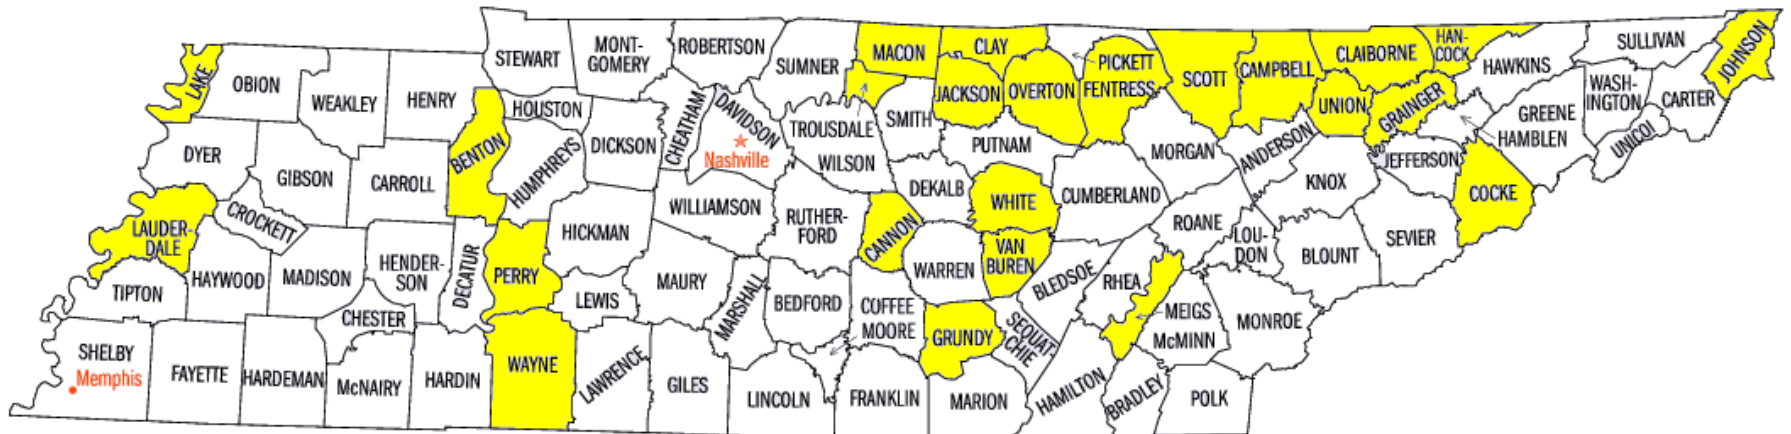 LAKE
OBION
WEAKLEY
HENRY
STEWART
MONT-
GOMERY
ROBERTSON
SUMNER
MACON
CLAY
PICKETT
FENTRESS
SCOTT
CAMPBELL
CLAIBORNE
HAN-
COCK
HAWKINS
SULLIVAN
JOHNSON
DYER
GIBSON
CARROLL
BENTON
HOUSTON
HUMPHREYS
DICKSON
CHEATHAM
DAVIDSON
Nashville
TROUSDALE
WILSON
SMITH
JACKSON
OVERTON
PUTNAM
MORGAN
ANDERSON
UNION
GRAINGER
HAMBLEN
GREENE
WASH-
INGTON
CARTER
UNICOI
LAUDER-
DALE
CROCKETT
HAYWOOD
MADISON
HENDER-
SON
DECATUR
PERRY
HICKMAN
WILLIAMSON
RUTHER-
FORD
CANNON
DEKALB
WHITE
CUMBERLAND
ROANE
LOU-
DON
KNOX
JEFFERSON
COCKE
SEVIER
BLOUNT
TIPTON
CHESTER
LEWIS
MAURY
MARSHALL
BEDFORD
COFFEE
MOORE
WARREN
VAN
BUREN
BLEDSOE
RHEA
MEIGS
McMINN
MONROE
SHELBY
Memphis
FAYETTE
HARDEMAN
McNAIRY
HARDIN
WAYNE
LAWRENCE
GILES
LINCOLN
FRANKLIN
GRUNDY
SEQUAT-
CHIE
MARION
HAMILTON
BRADLEY
POLK